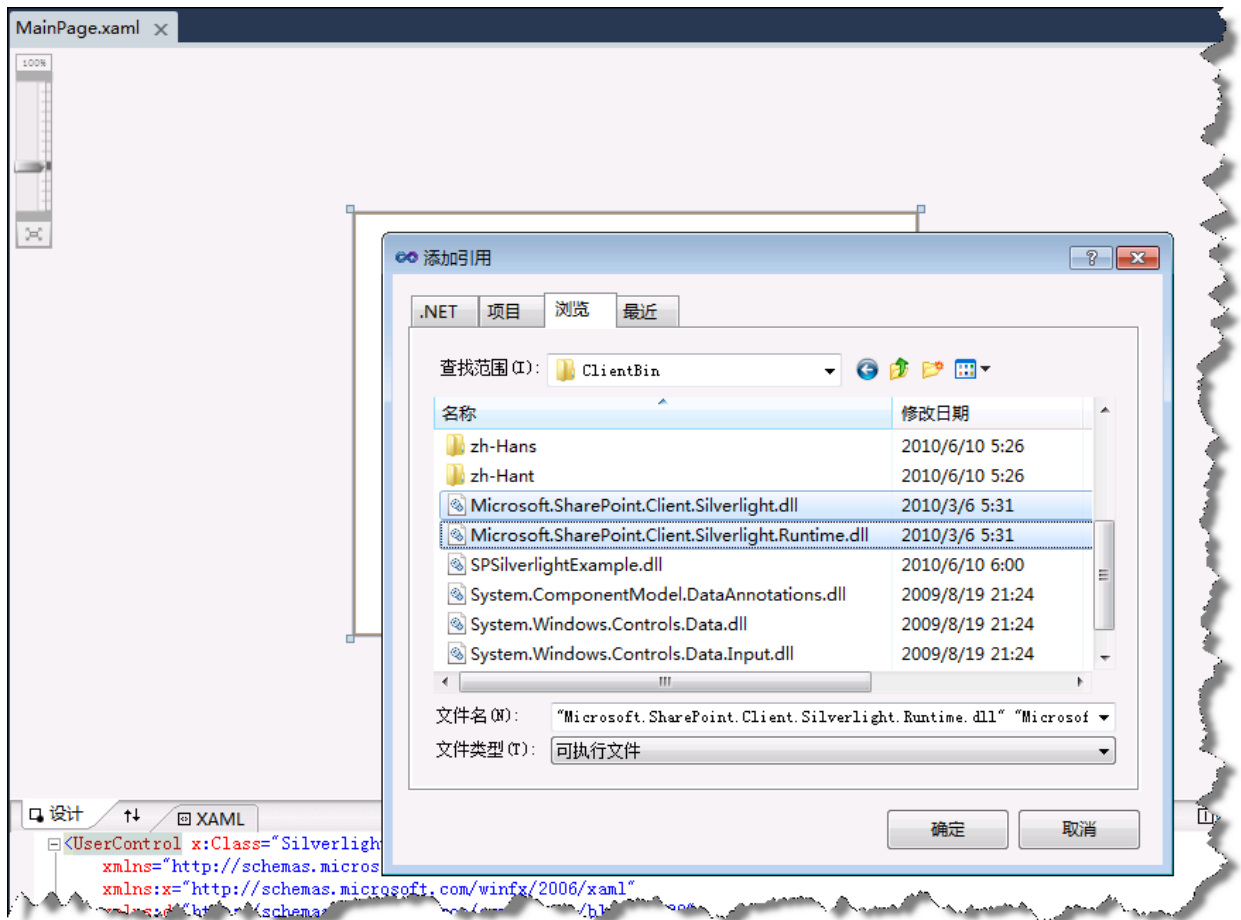 MainPage.xaml
100%
添加引用
.NET 项目 浏览 最近
查找范围(I): ClientBin
名称 修改日期
zh-Hans 2010/6/10 5:26
zh-Hant 2010/6/10 5:26
Microsoft.SharePoint.Client.Silverlight.dll 2010/3/6 5:31
Microsoft.SharePoint.Client.Silverlight.Runtime.dll 2010/3/6 5:31
SPSilverlightExample.dll 2010/6/10 6:00
System.ComponentModel.DataAnnotations.dll 2009/8/19 21:24
System.Windows.Controls.Data.dll 2009/8/19 21:24
System.Windows.Controls.Data.Input.dll 2009/8/19 21:24
文件名(N): "Microsoft.SharePoint.Client.Silverlight.Runtime.dll" "Microsof
文件类型(T): 可执行文件
确定 取消
设计 XAML
<UserControl x:Class="Silverligh
xmlns="http://schemas.micros
xmlns:x="http://schemas.microsoft.com/winfx/2006/xaml"